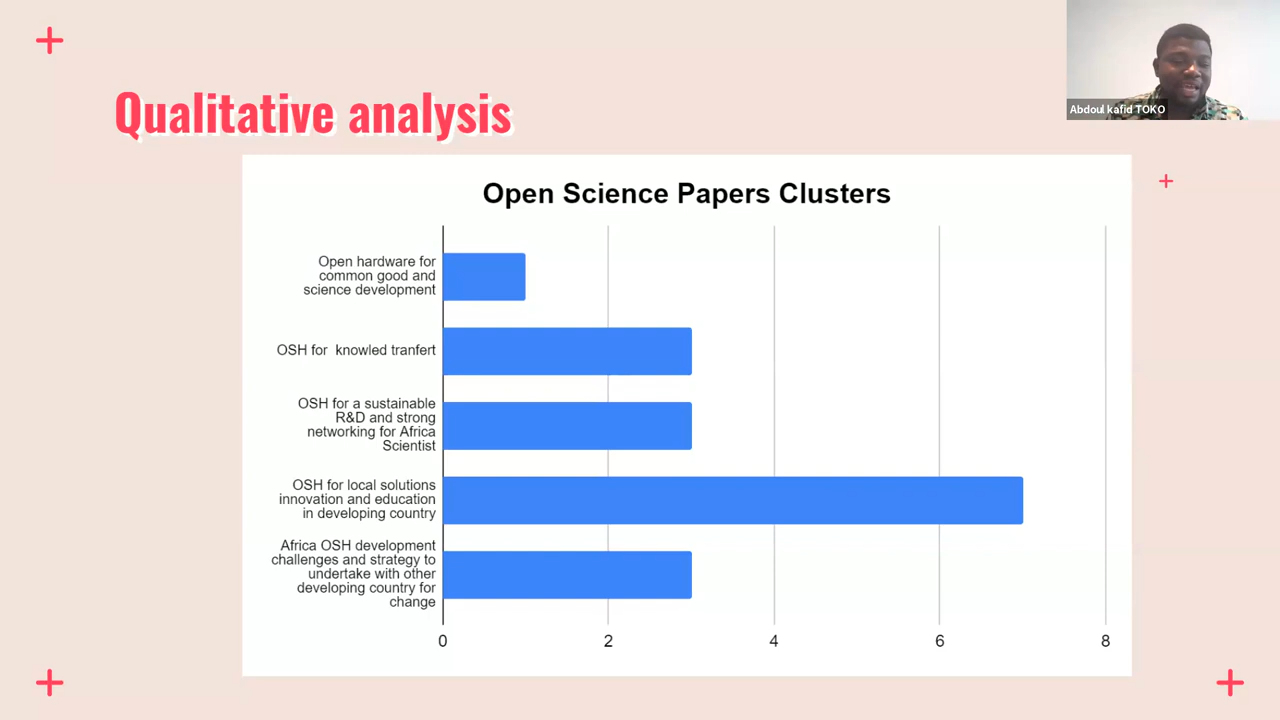 Qualitative analysis
Abdoul kafid TOKO
Open Science Papers Clusters
Open hardware for
common good and
science development
OSH for knowled tranfert
OSH for a sustainable
R&D and strong
networking for Africa
Scientist
OSH for local solutions
innovation and education
in developing country
Africa OSH development
challenges and strategy to
undertake with other
developing country for
change
0 2 4 6 8